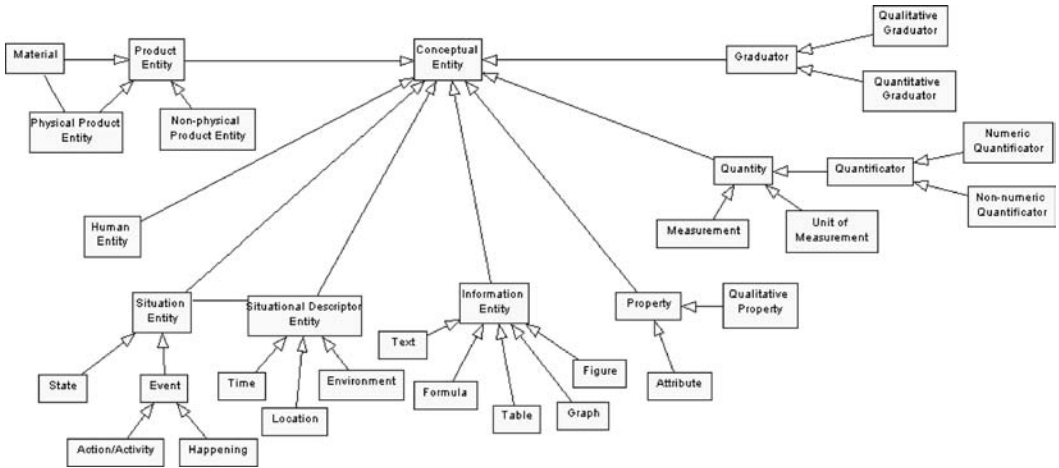 Qualitative
Graduator
Material
Product
Entity
Conceptual
Entity
Graduator
Quantitative
Graduator
Physical Product
Entity
Non-physical
Product Entity
Numeric
Quantificator
Quantity
Quantificator
Non-numeric
Quantificator
Human
Entity
Measurement
Unit of
Measurement
Situation
Entity
Situational Descriptor
Entity
Information
Entity
Property
Qualitative
Property
Text
Figure
State
Event
Time
Environment
Formula
Attribute
Location
Table
Graph
Action/Activity
Happening